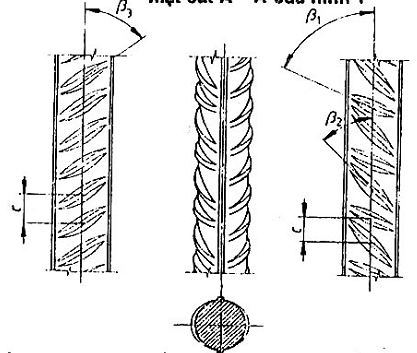 mặt cắt A - A của hình 1
β₃
β₁
β₂
c
c